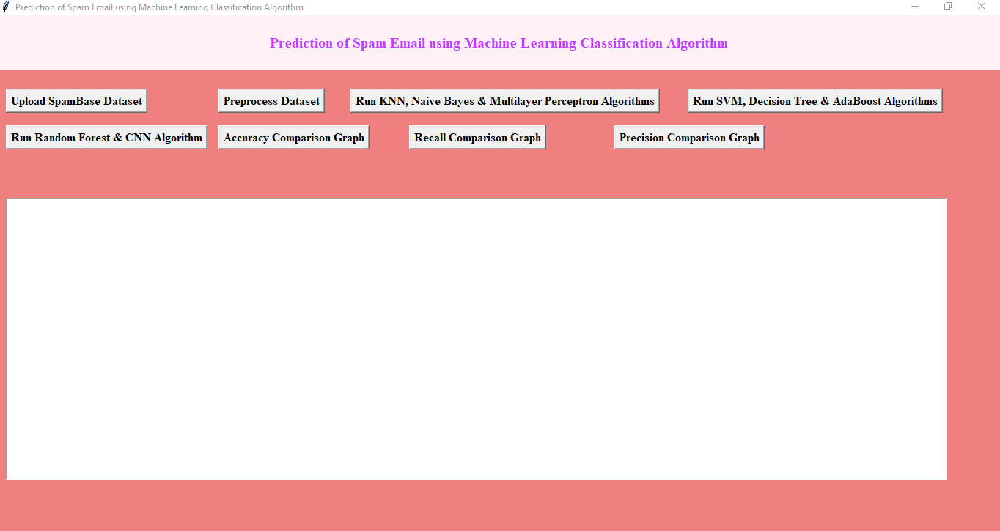 Prediction of Spam Email using Machine Learning Classification Algorithm
Prediction of Spam Email using Machine Learning Classification Algorithm
Upload SpamBase Dataset Preprocess Dataset Run KNN, Naive Bayes & Multilayer Perceptron Algorithms Run SVM, Decision Tree & AdaBoost Algorithms
Run Random Forest & CNN Algorithm Accuracy Comparison Graph Recall Comparison Graph Precision Comparison Graph